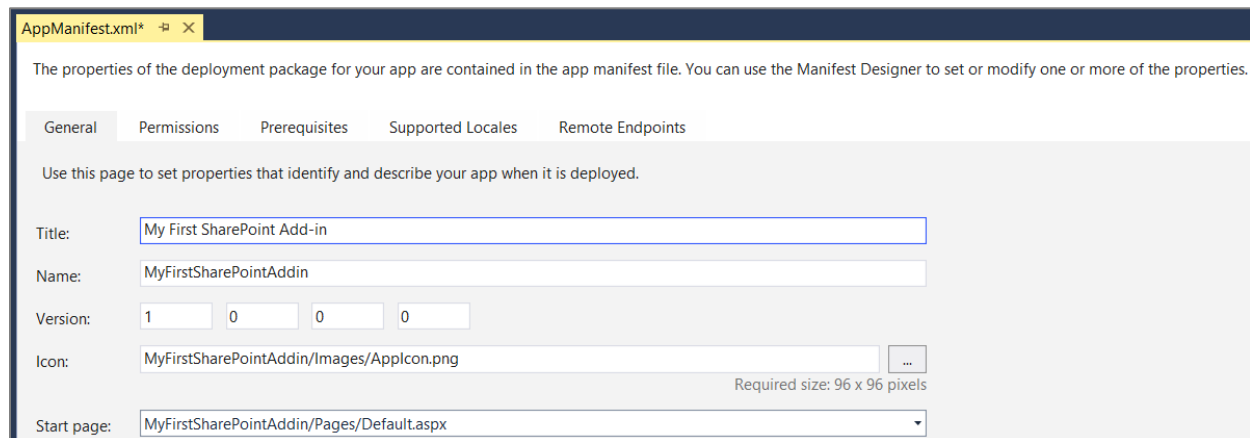 AppManifest.xml*
The properties of the deployment package for your app are contained in the app manifest file. You can use the Manifest Designer to set or modify one or more of the properties.
General Permissions Prerequisites Supported Locales Remote Endpoints
Use this page to set properties that identify and describe your app when it is deployed.
Title: My First SharePoint Add-in
Name: MyFirstSharePointAddin
Version: 1 0 0 0
Icon: MyFirstSharePointAddin/Images/AppIcon.png ...
Required size: 96 x 96 pixels
Start page: MyFirstSharePointAddin/Pages/Default.aspx